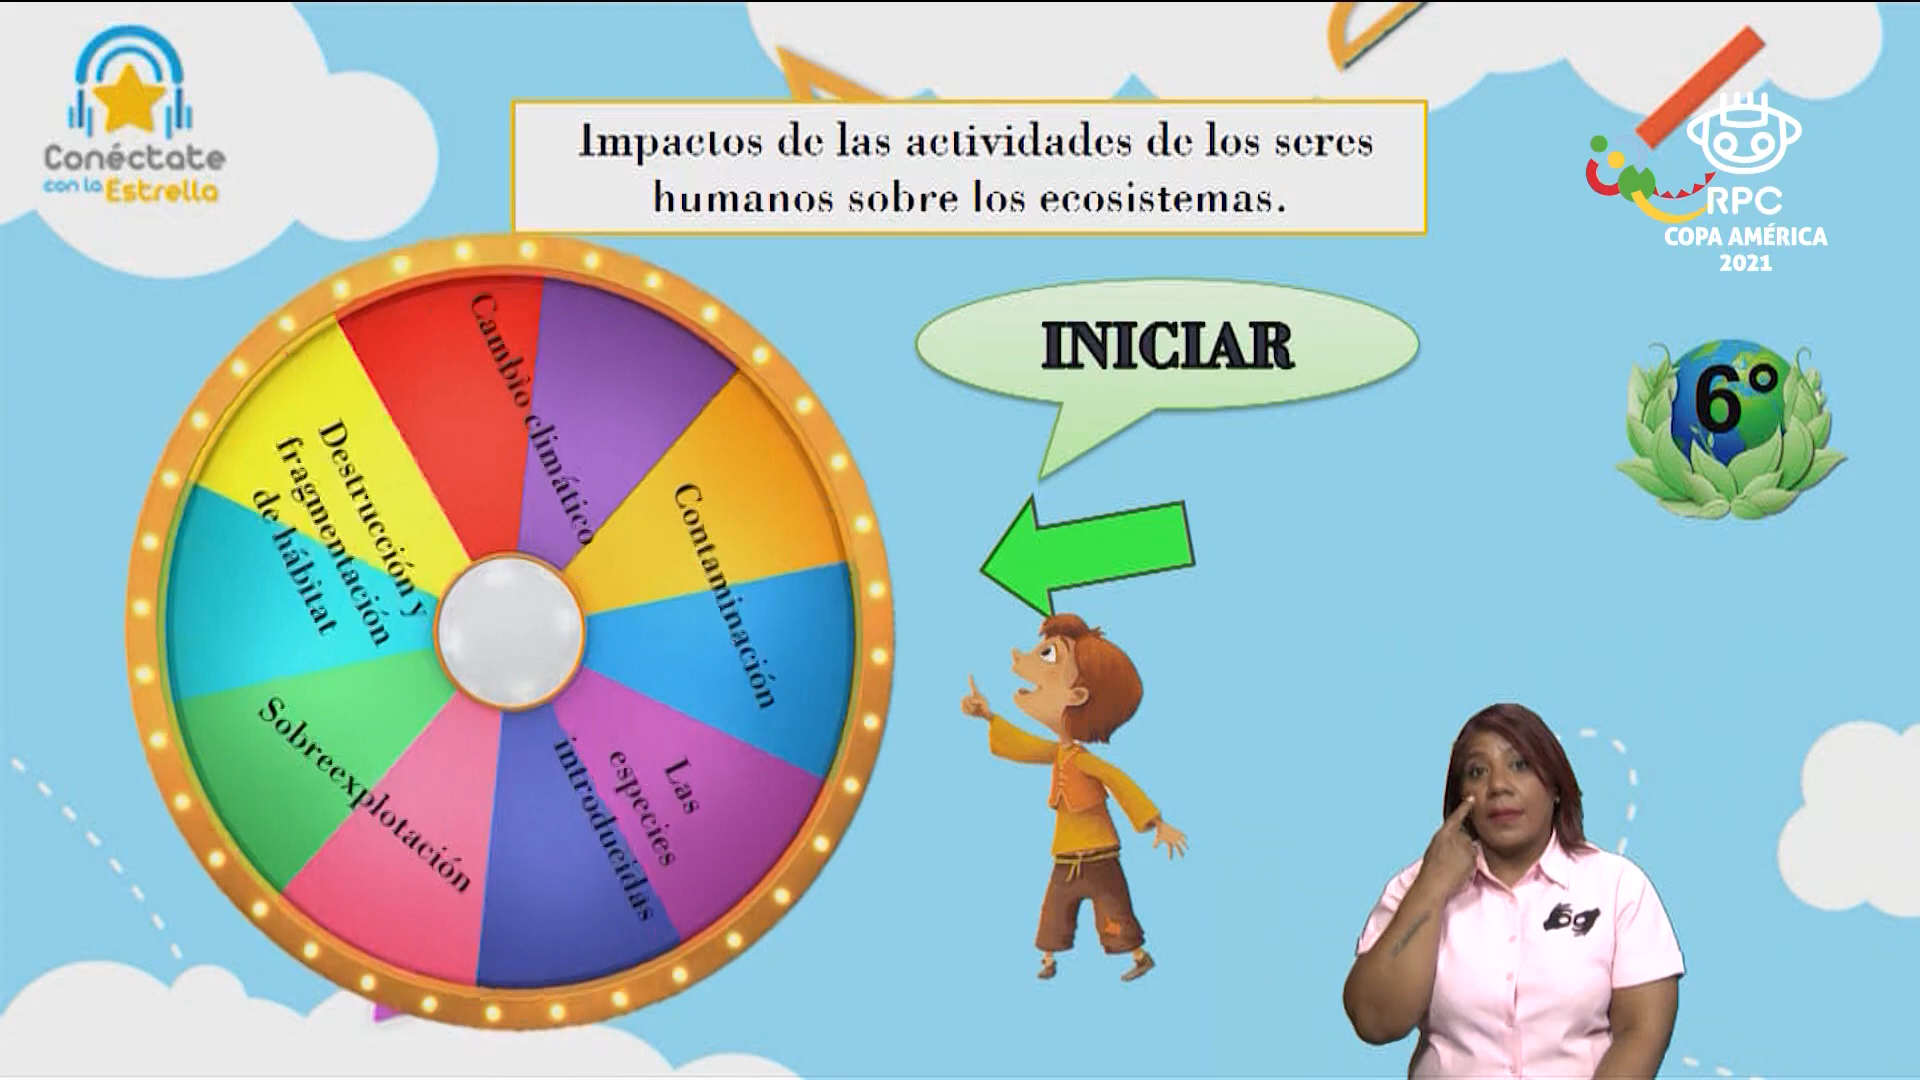 Conéctate
con la Estrella
Impactos de las actividades de los seres
humanos sobre los ecosistemas.
RPC
COPA AMÉRICA
2021
INICIAR
6°
Cambio climático
Contaminación
Destrucción y
fragmentación
de hábitat
Sobreexplotación
Las
especies
introducidas